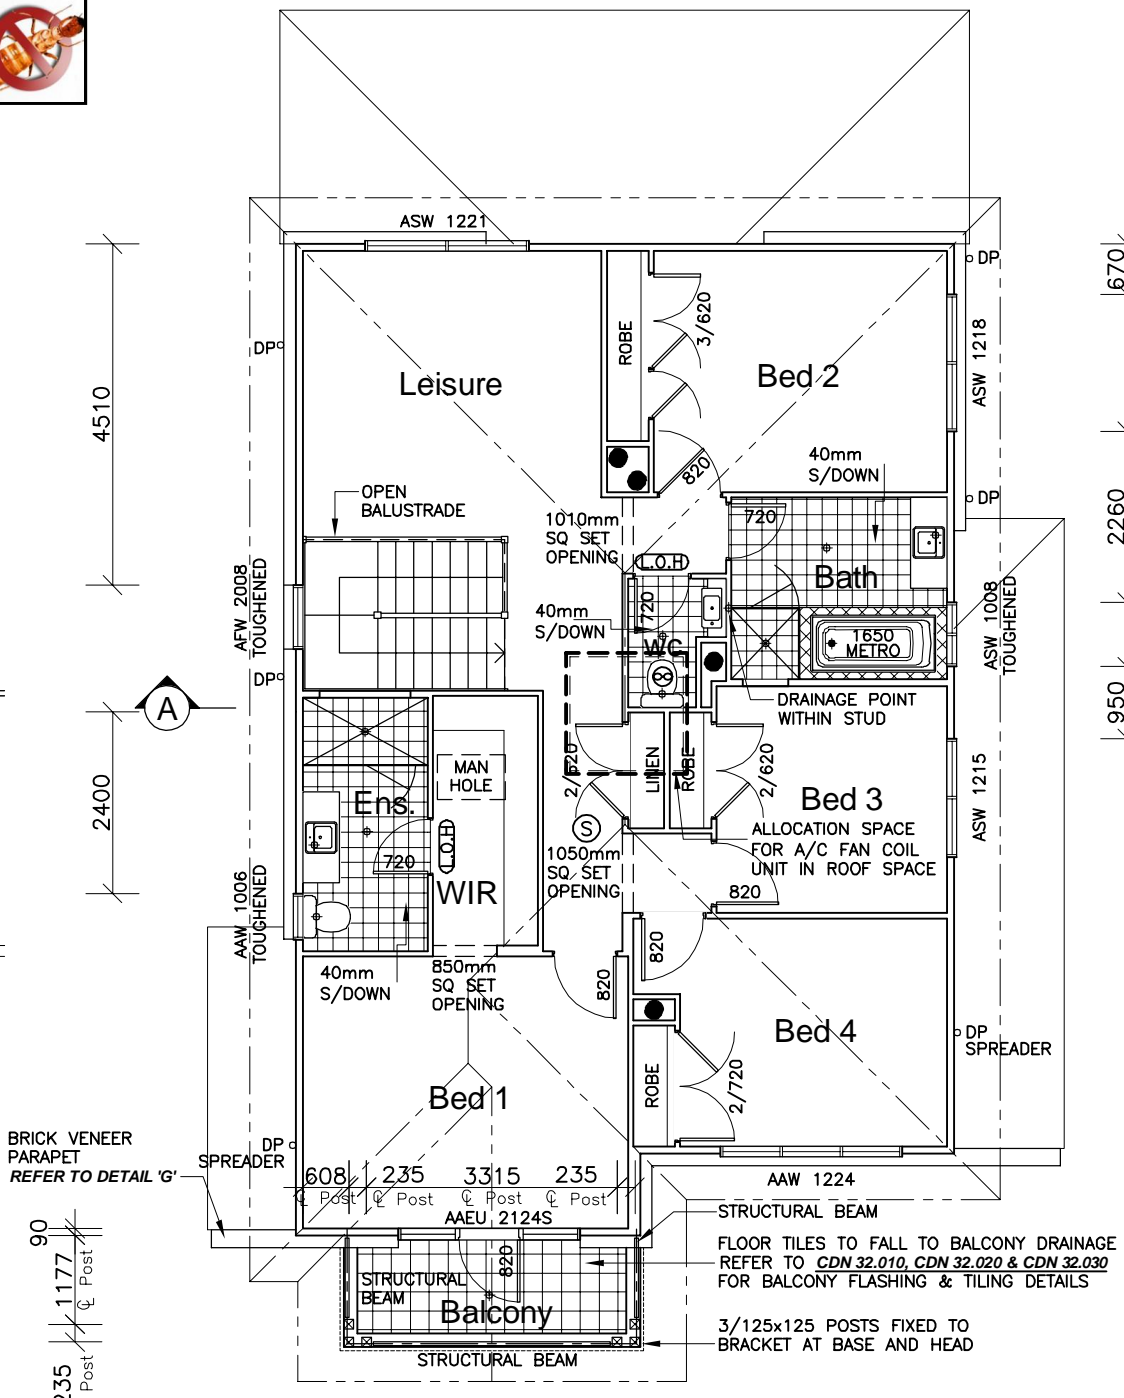 ASW 1221
DP
670
ROBE
3/620
ASW 1218
DP
Leisure
Bed 2
4510
820
40mm
S/DOWN
OPEN
BALUSTRADE
DP
1010mm
SQ SET
OPENING
720
2260
L.O.H
AFW 2008
TOUGHENED
Bath
40mm
S/DOWN
720
WC
1650
METRO
ASW 1008
TOUGHENED
DP
A
DRAINAGE POINT
WITHIN STUD
950
MAN
HOLE
2/620
LINEN
ROBE
2/620
ASW 1215
2400
Ens.
Bed 3
S
ALLOCATION SPACE
FOR A/C FAN COIL
UNIT IN ROOF SPACE
L.O.H
720
1050mm
SQ SET
OPENING
WIR
820
AAW 1006
TOUGHENED
820
40mm
S/DOWN
850mm
SQ SET
OPENING
820
Bed 4
DP
SPREADER
ROBE
2/720
Bed 1
BRICK VENEER
PARAPET
REFER TO DETAIL 'G'
DP
SPREADER
608
235
3315
235
℄ Post
℄ Post
℄ Post
℄ Post
AAW 1224
AAEU 2124S
STRUCTURAL BEAM
90
1177
℄ Post
820
FLOOR TILES TO FALL TO BALCONY DRAINAGE
REFER TO CDN 32.010, CDN 32.020 & CDN 32.030
FOR BALCONY FLASHING & TILING DETAILS
STRUCTURAL
BEAM
Balcony
3/125x125 POSTS FIXED TO
BRACKET AT BASE AND HEAD
STRUCTURAL BEAM
235
Post